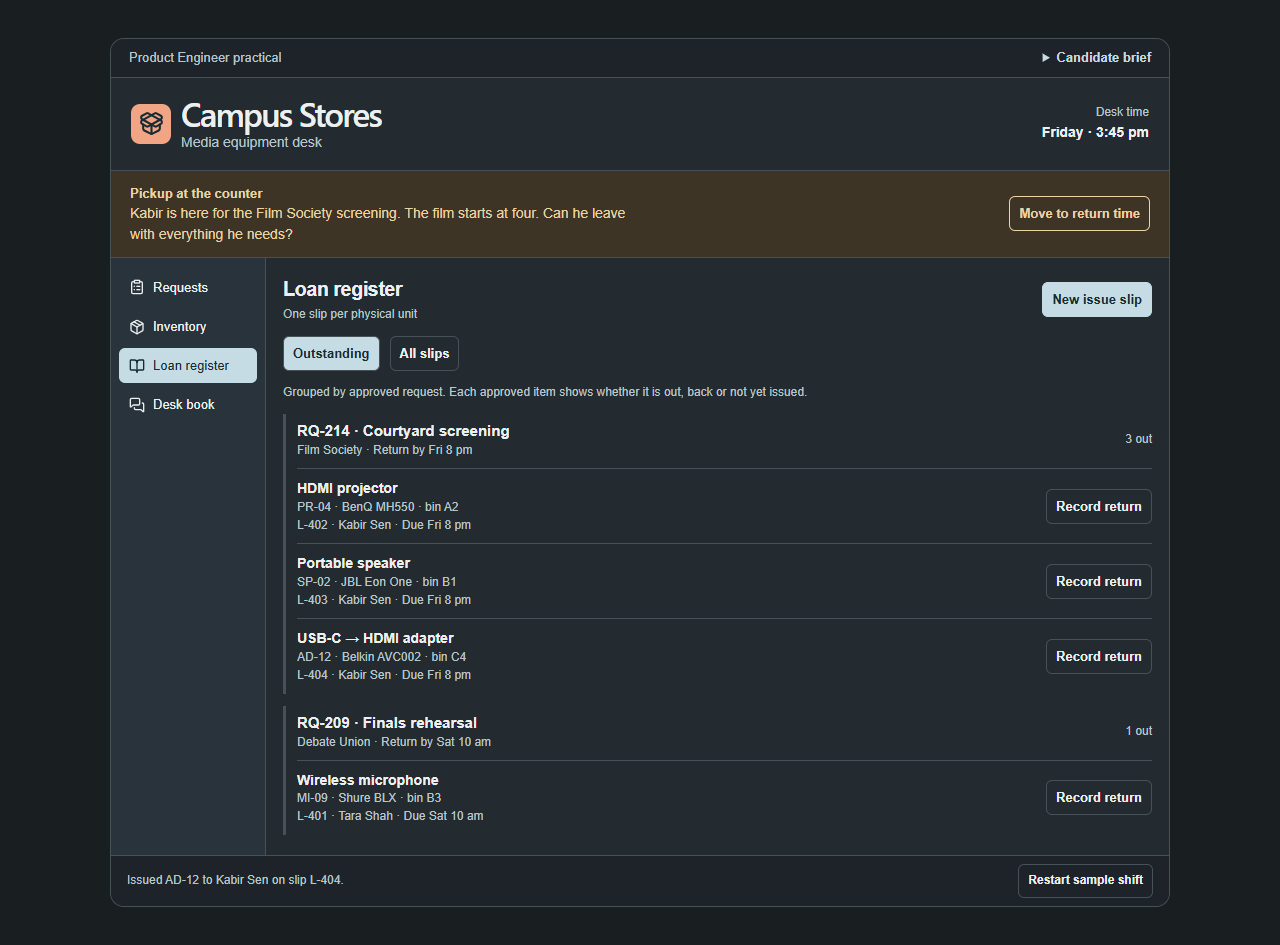 Product Engineer practical
Candidate brief
Campus Stores
Media equipment desk
Desk time
Friday · 3:45 pm
Pickup at the counter
Kabir is here for the Film Society screening. The film starts at four. Can he leave
with everything he needs?
Move to return time
Requests
Inventory
Loan register
Desk book
Loan register
One slip per physical unit
New issue slip
Outstanding
All slips
Grouped by approved request. Each approved item shows whether it is out, back or not yet issued.
RQ-214 · Courtyard screening
Film Society · Return by Fri 8 pm
3 out
HDMI projector
PR-04 · BenQ MH550 · bin A2
L-402 · Kabir Sen · Due Fri 8 pm
Record return
Portable speaker
SP-02 · JBL Eon One · bin B1
L-403 · Kabir Sen · Due Fri 8 pm
Record return
USB-C → HDMI adapter
AD-12 · Belkin AVC002 · bin C4
L-404 · Kabir Sen · Due Fri 8 pm
Record return
RQ-209 · Finals rehearsal
Debate Union · Return by Sat 10 am
1 out
Wireless microphone
MI-09 · Shure BLX · bin B3
L-401 · Tara Shah · Due Sat 10 am
Record return
Issued AD-12 to Kabir Sen on slip L-404.
Restart sample shift